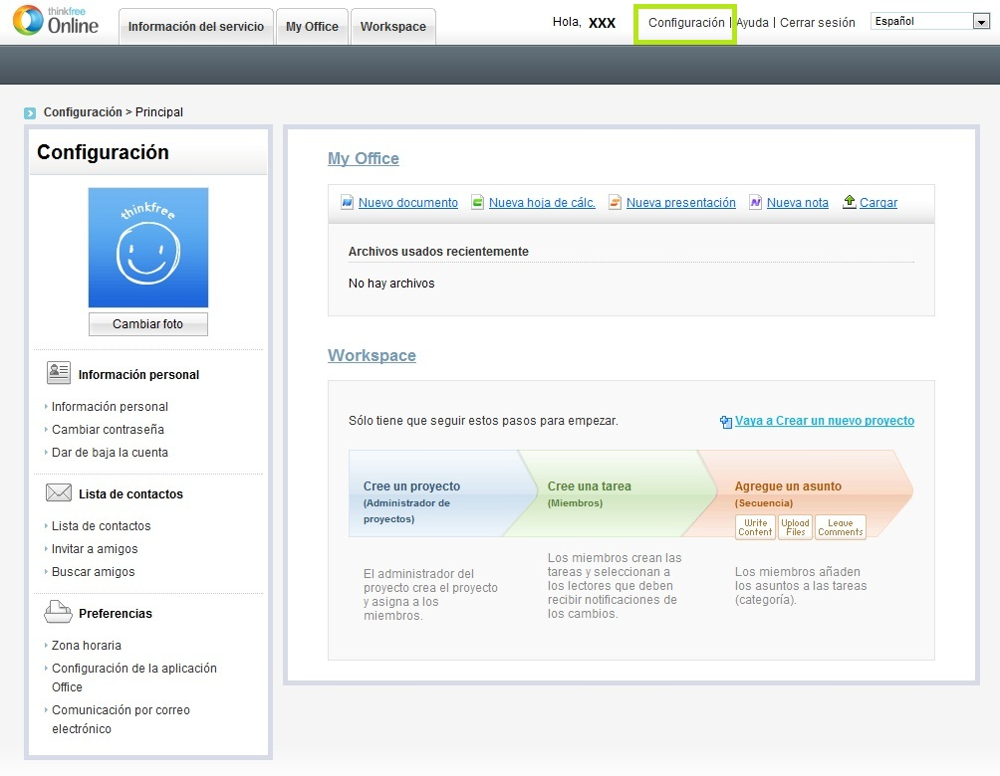 thinkfree
Online
Información del servicio
My Office
Workspace
Hola, XXX
Configuración | Ayuda | Cerrar sesión
Español
Configuración > Principal
Configuración
thinkfree
Cambiar foto
Información personal
Información personal
Cambiar contraseña
Dar de baja la cuenta
Lista de contactos
Lista de contactos
Invitar a amigos
Buscar amigos
Preferencias
Zona horaria
Configuración de la aplicación
Office
Comunicación por correo
electrónico
My Office
Nuevo documento
Nueva hoja de cálc.
Nueva presentación
Nueva nota
Cargar
Archivos usados recientemente
No hay archivos
Workspace
Sólo tiene que seguir estos pasos para empezar.
Vaya a Crear un nuevo proyecto
Cree un proyecto
(Administrador de
proyectos)
El administrador del
proyecto crea el proyecto
y asigna a los
miembros.
Cree una tarea
(Miembros)
Los miembros crean las
tareas y seleccionan a
los lectores que deben
recibir notificaciones de
los cambios.
Agregue un asunto
(Secuencia)
Write
Content
Upload
Files
Leave
Comments
Los miembros añaden
los asuntos a las tareas
(categoría).